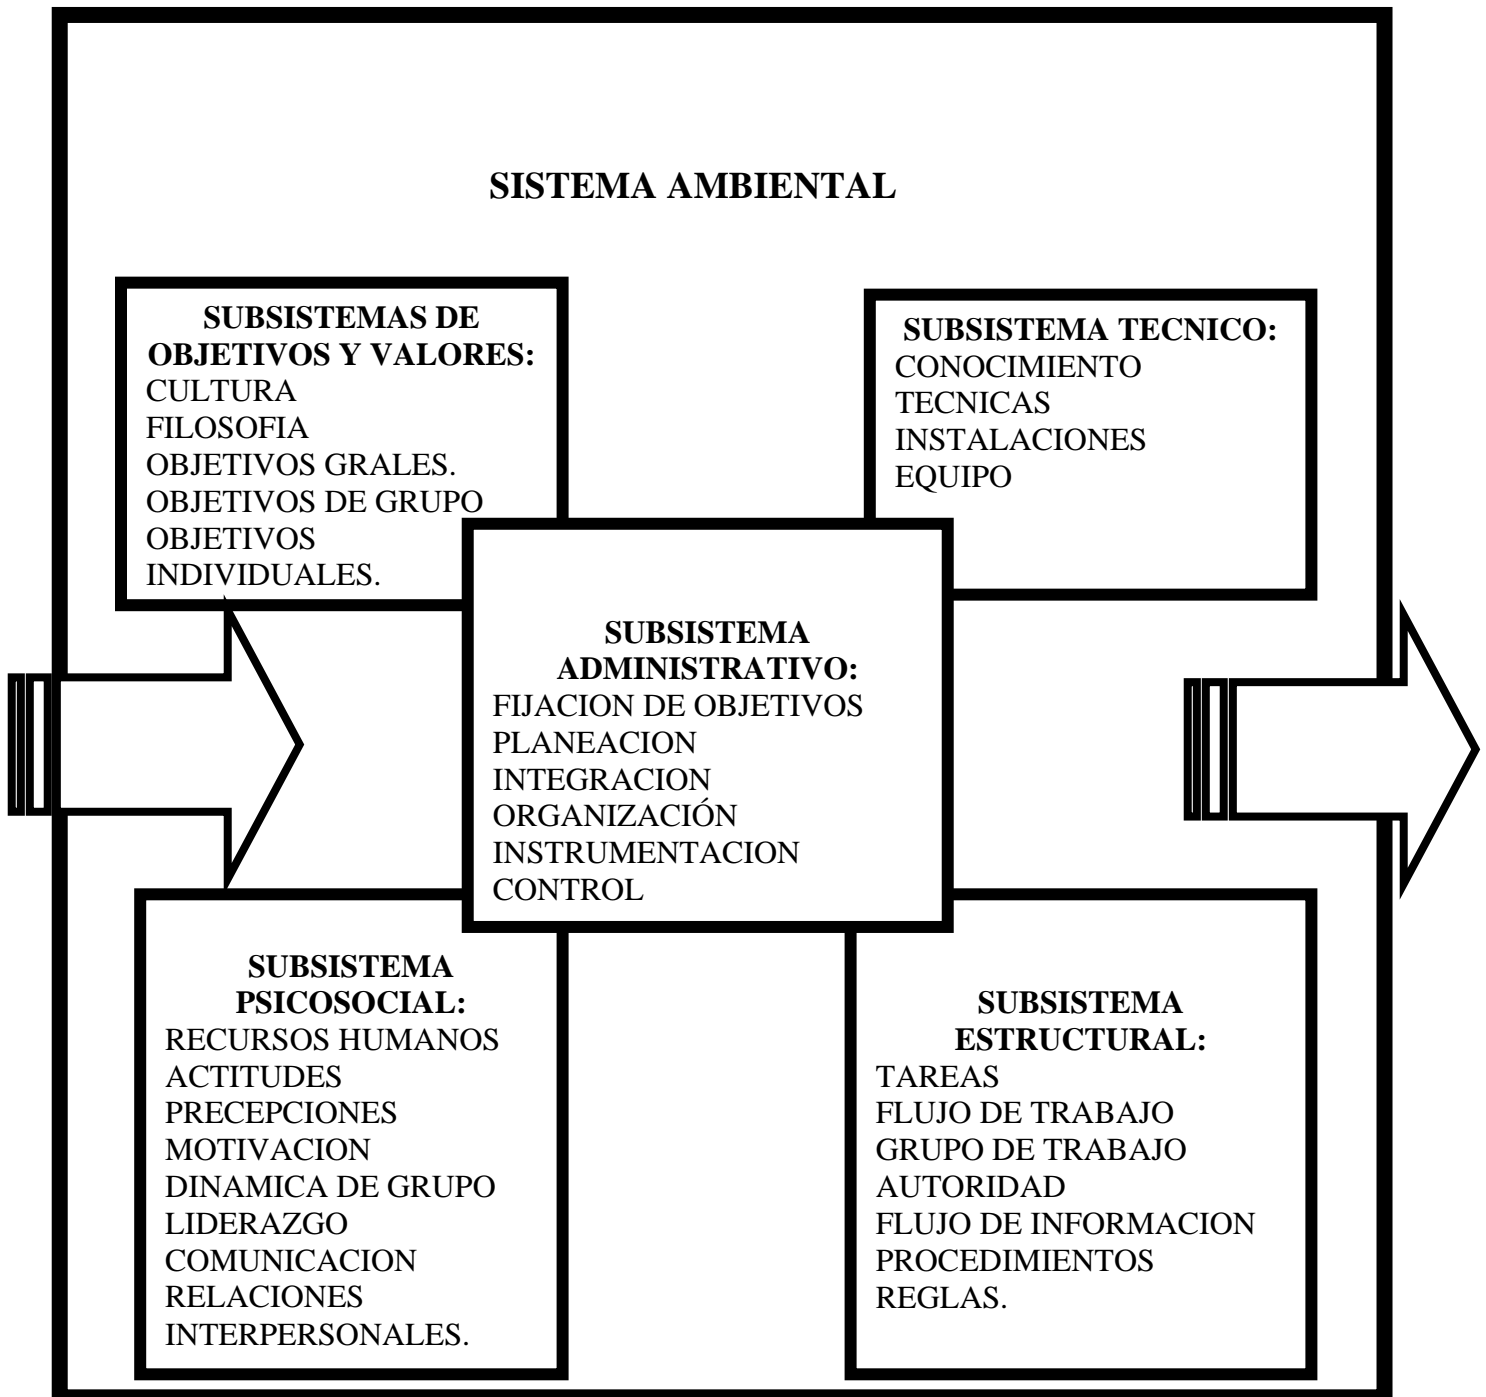 SISTEMA AMBIENTAL
SUBSISTEMAS DE
OBJETIVOS Y VALORES:
CULTURA
FILOSOFIA
OBJETIVOS GRALES.
OBJETIVOS DE GRUPO
OBJETIVOS
INDIVIDUALES.
SUBSISTEMA TECNICO:
CONOCIMIENTO
TECNICAS
INSTALACIONES
EQUIPO
SUBSISTEMA
ADMINISTRATIVO:
FIJACION DE OBJETIVOS
PLANEACION
INTEGRACION
ORGANIZACIÓN
INSTRUMENTACION
CONTROL
SUBSISTEMA
PSICOSOCIAL:
RECURSOS HUMANOS
ACTITUDES
PRECEPCIONES
MOTIVACION
DINAMICA DE GRUPO
LIDERAZGO
COMUNICACION
RELACIONES
INTERPERSONALES.
SUBSISTEMA
ESTRUCTURAL:
TAREAS
FLUJO DE TRABAJO
GRUPO DE TRABAJO
AUTORIDAD
FLUJO DE INFORMACION
PROCEDIMIENTOS
REGLAS.